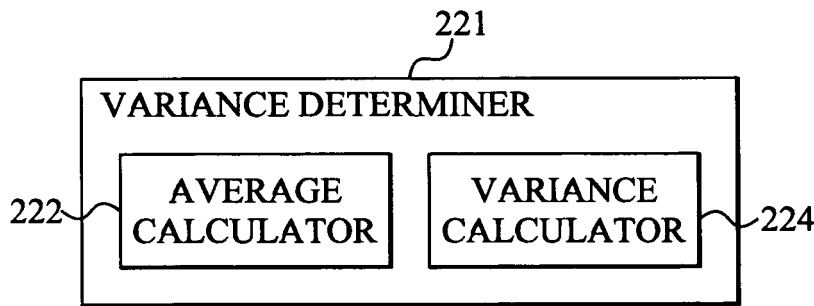 221
VARIANCE DETERMINER
222
AVERAGE
CALCULATOR
VARIANCE
CALCULATOR
224